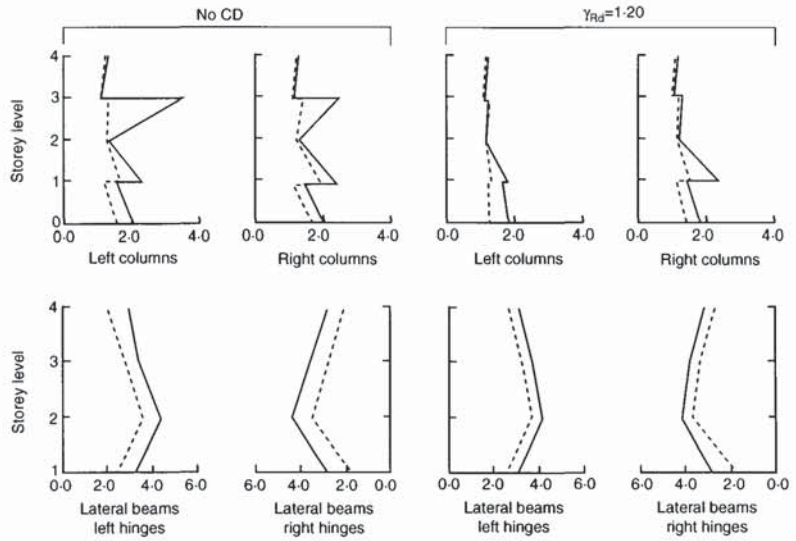 No CD
γRd=1·20
4
3
2
1
0
Storey level
0·0 2·0 4·0
Left columns
0·0 2·0 4·0
Right columns
0·0 2·0 4·0
Left columns
0·0 2·0 4·0
Right columns
4
3
2
1
Storey level
0·0 2·0 4·0 6·0
Lateral beams
left hinges
6·0 4·0 2·0 0·0
Lateral beams
right hinges
0·0 2·0 4·0 6·0
Lateral beams
left hinges
6·0 4·0 2·0 0·0
Lateral beams
right hinges